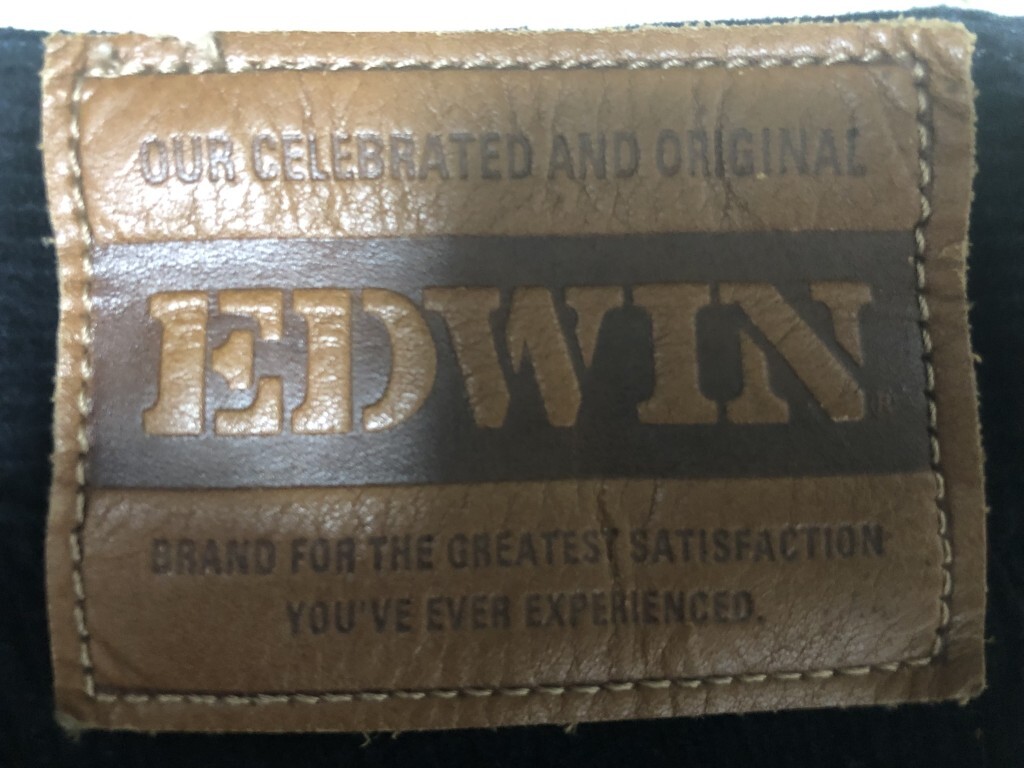 OUR CELEBRATED AND ORIGINAL
EDWIN®
BRAND FOR THE GREATEST SATISFACTION
YOU'VE EVER EXPERIENCED.